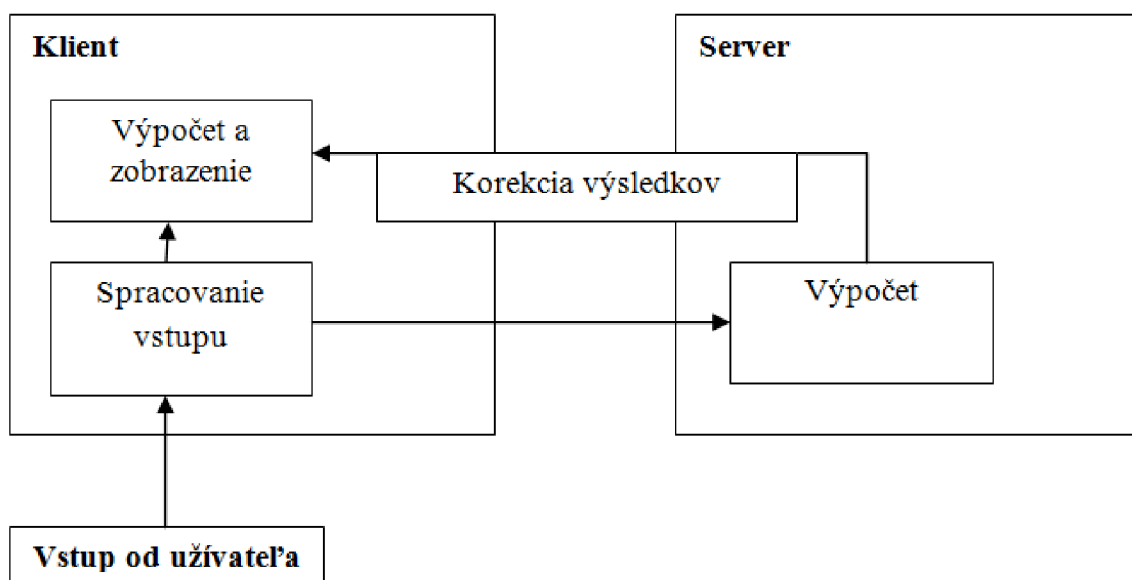 Klient
Server
Výpočet a
zobrazenie
Korekcia výsledkov
Spracovanie
vstupu
Výpočet
Vstup od užívateľa